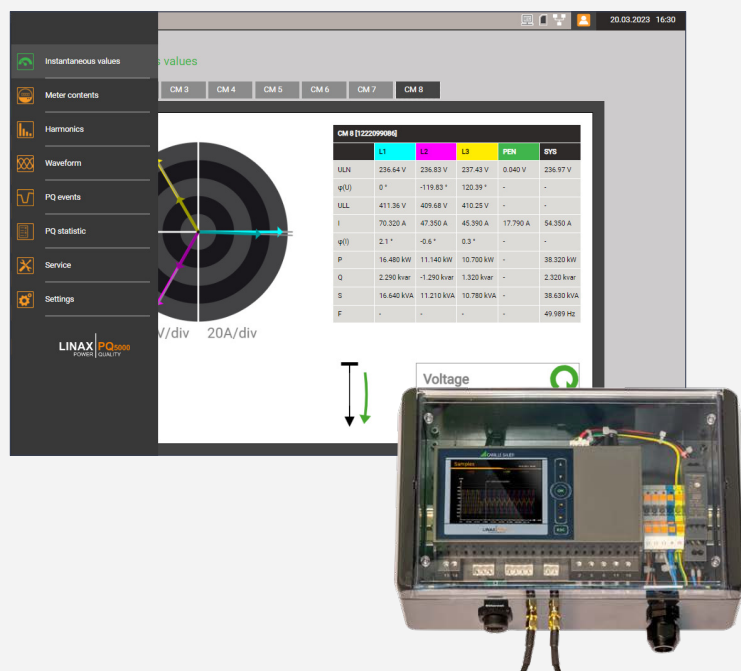 20.03.2023 16:30
Instantaneous values
s values
Meter contents
CM 3 CM 4 CM 5 CM 6 CM 7 CM 8
Harmonics
CM 8 [1222099086]
L1 L2 L3 PEN SYS
Waveform
ULN 236.64 V 236.83 V 237.43 V 0.040 V 236.97 V
φ(U) 0 ° -119.83 ° 120.39 ° - -
PQ events
ULL 411.36 V 409.68 V 410.25 V - -
I 70.320 A 47.350 A 45.390 A 17.790 A 54.350 A
PQ statistic
φ(I) 2.1 ° -0.6 ° 0.3 ° - -
P 16.480 kW 11.140 kW 10.700 kW - 38.320 kW
Service
Q 2.290 kvar -1.290 kvar 1.320 kvar - 2.320 kvar
S 16.640 kVA 11.210 kVA 10.780 kVA - 38.630 kVA
Settings
F - - - - 49.989 Hz
V/div 20A/div
LINAX PQ5000
POWER QUALITY
Voltage
CAMILLE BAUER
Samples
OK
ESC
LINAX